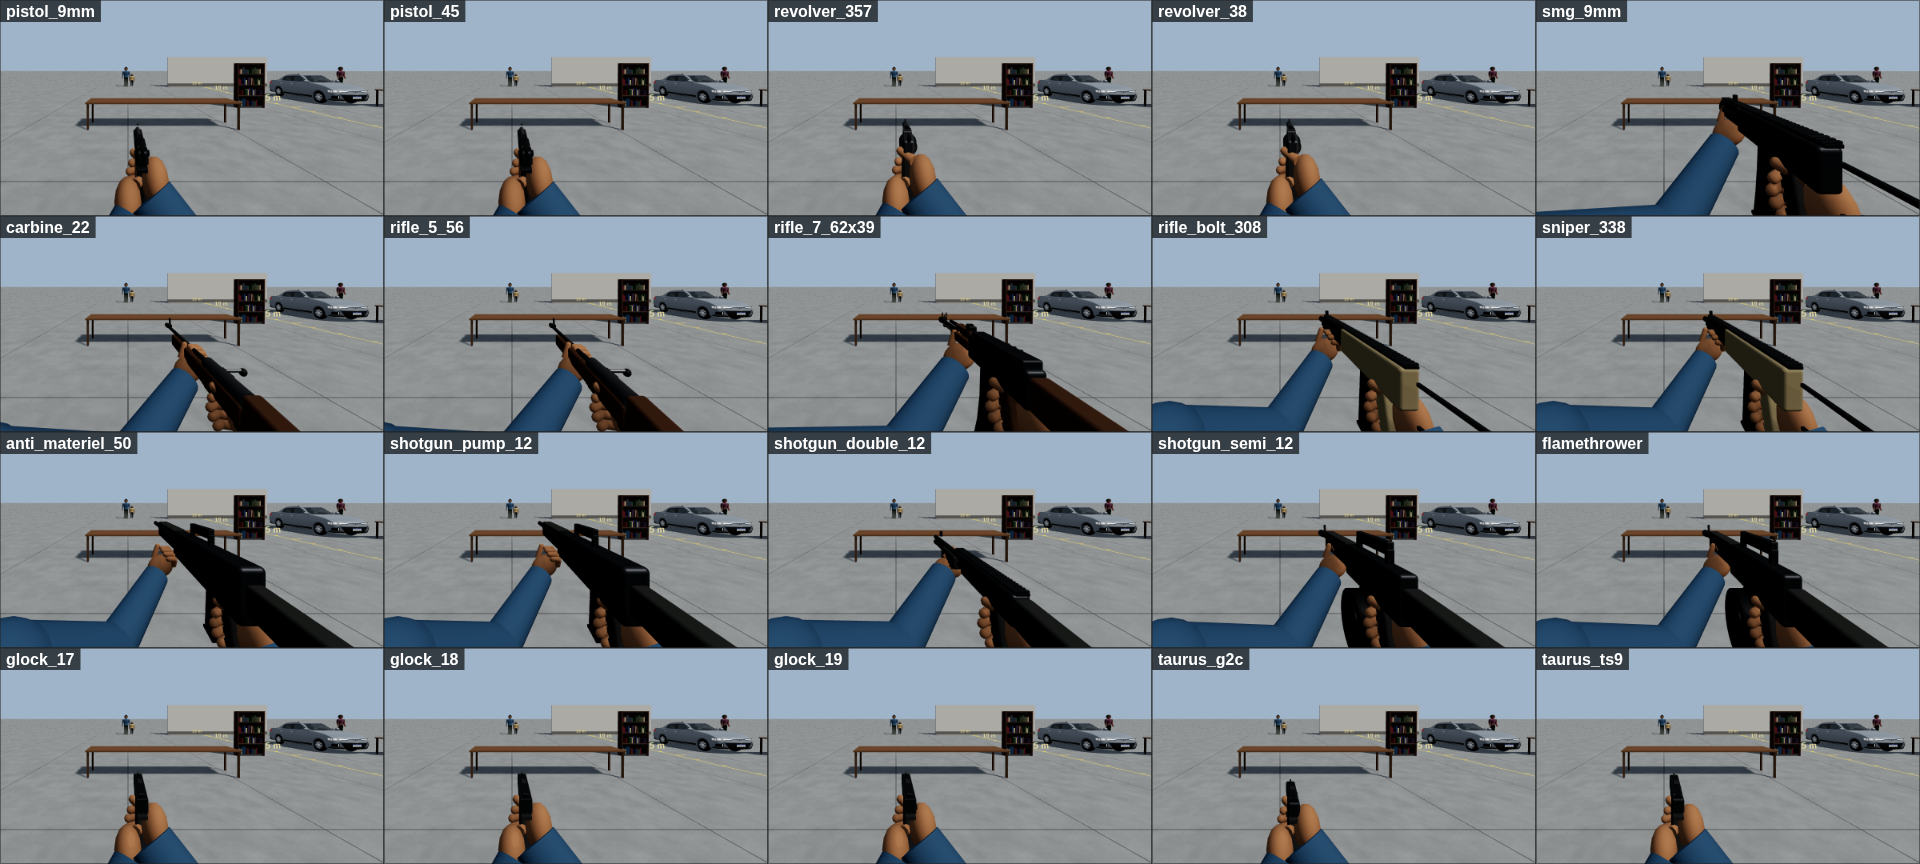 pistol_9mm
pistol_45
revolver_357
revolver_38
smg_9mm
carbine_22
rifle_5_56
rifle_7_62x39
rifle_bolt_308
sniper_338
anti_materiel_50
shotgun_pump_12
shotgun_double_12
shotgun_semi_12
flamethrower
glock_17
glock_18
glock_19
taurus_g2c
taurus_ts9